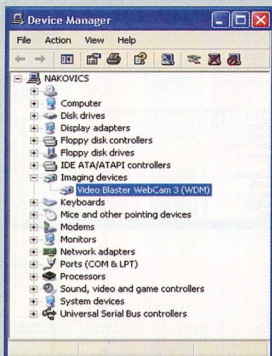 Device Manager
File Action View Help
NAKOVICS
Computer
Disk drives
Display adapters
Floppy disk controllers
Floppy disk drives
IDE ATA/ATAPI controllers
Imaging devices
Video Blaster WebCam 3 (WDM)
Keyboards
Mice and other pointing devices
Modems
Monitors
Network adapters
Ports (COM & LPT)
Processors
Sound, video and game controllers
System devices
Universal Serial Bus controllers